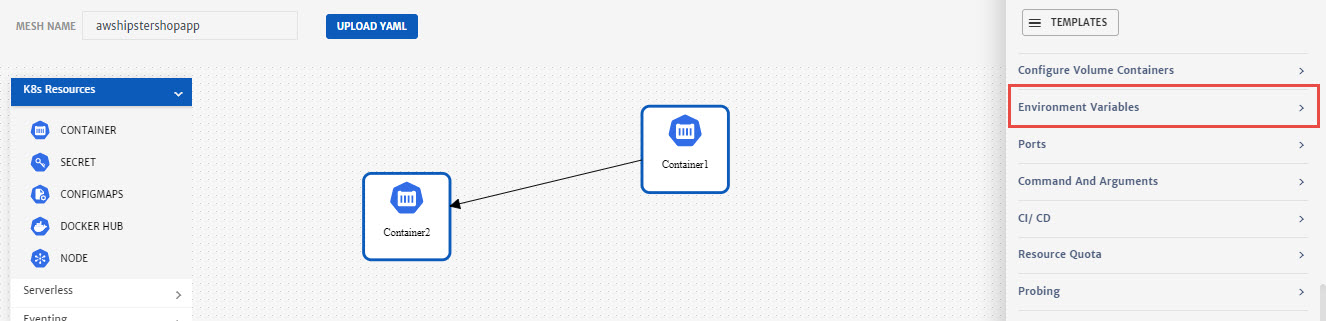 MESH NAME
awshipstershopapp
UPLOAD YAML
K8s Resources
CONTAINER
SECRET
CONFIGMAPS
DOCKER HUB
NODE
Serverless
Eventing
Container1
Container2
TEMPLATES
Configure Volume Containers
Environment Variables
Ports
Command And Arguments
CI/ CD
Resource Quota
Probing